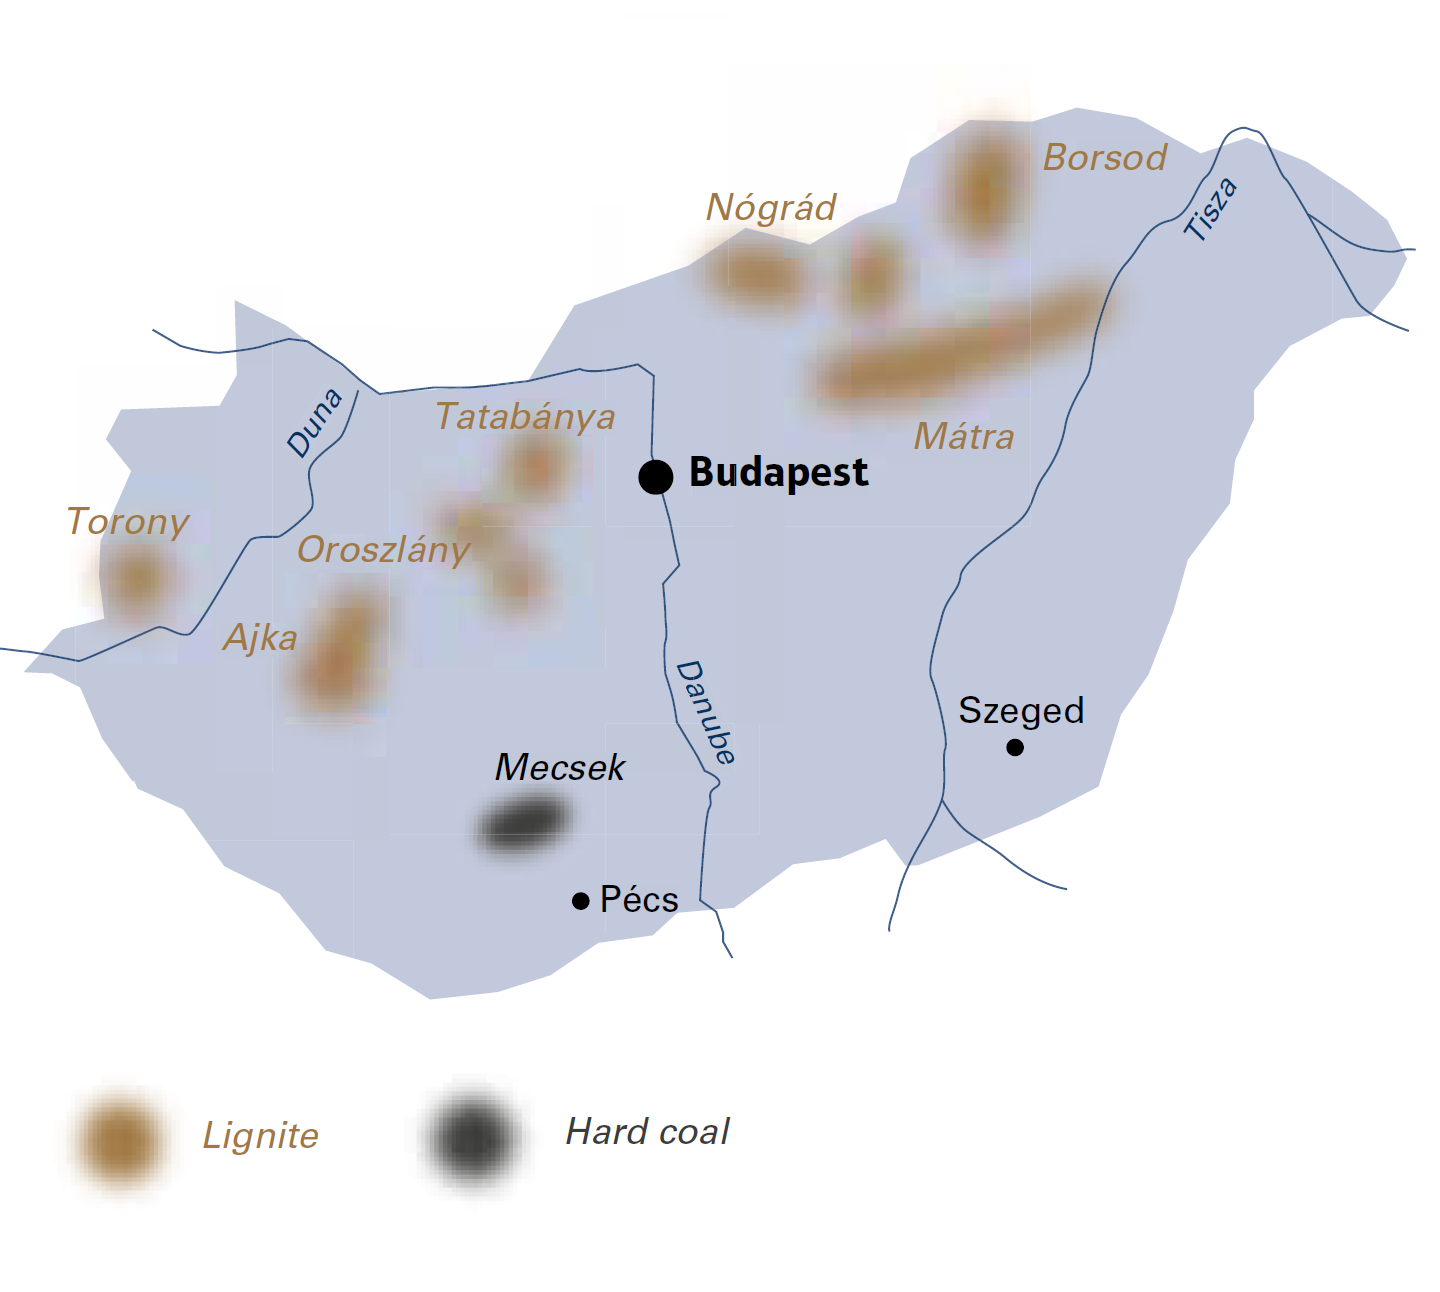 Borsod
Nógrád
Tisza
Duna
Tatabánya
Mátra
Budapest
Torony
Oroszlány
Ajka
Danube
Szeged
Mecsek
Pécs
Lignite
Hard coal